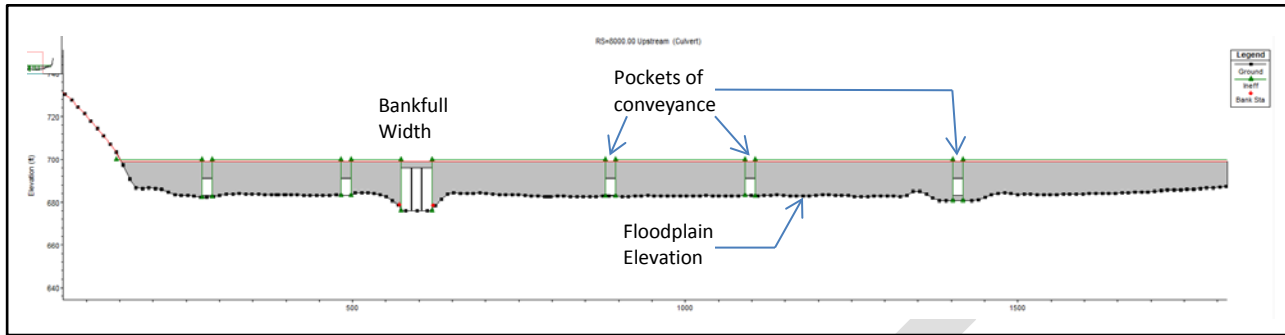 RS=8000.00 Upstream (Culvert)
Legend
Ground
Ineff
Bank Sta
Pockets of
conveyance
Bankfull
Width
Floodplain
Elevation
Elevation (ft)
740
720
700
680
660
640
500
1000
1500